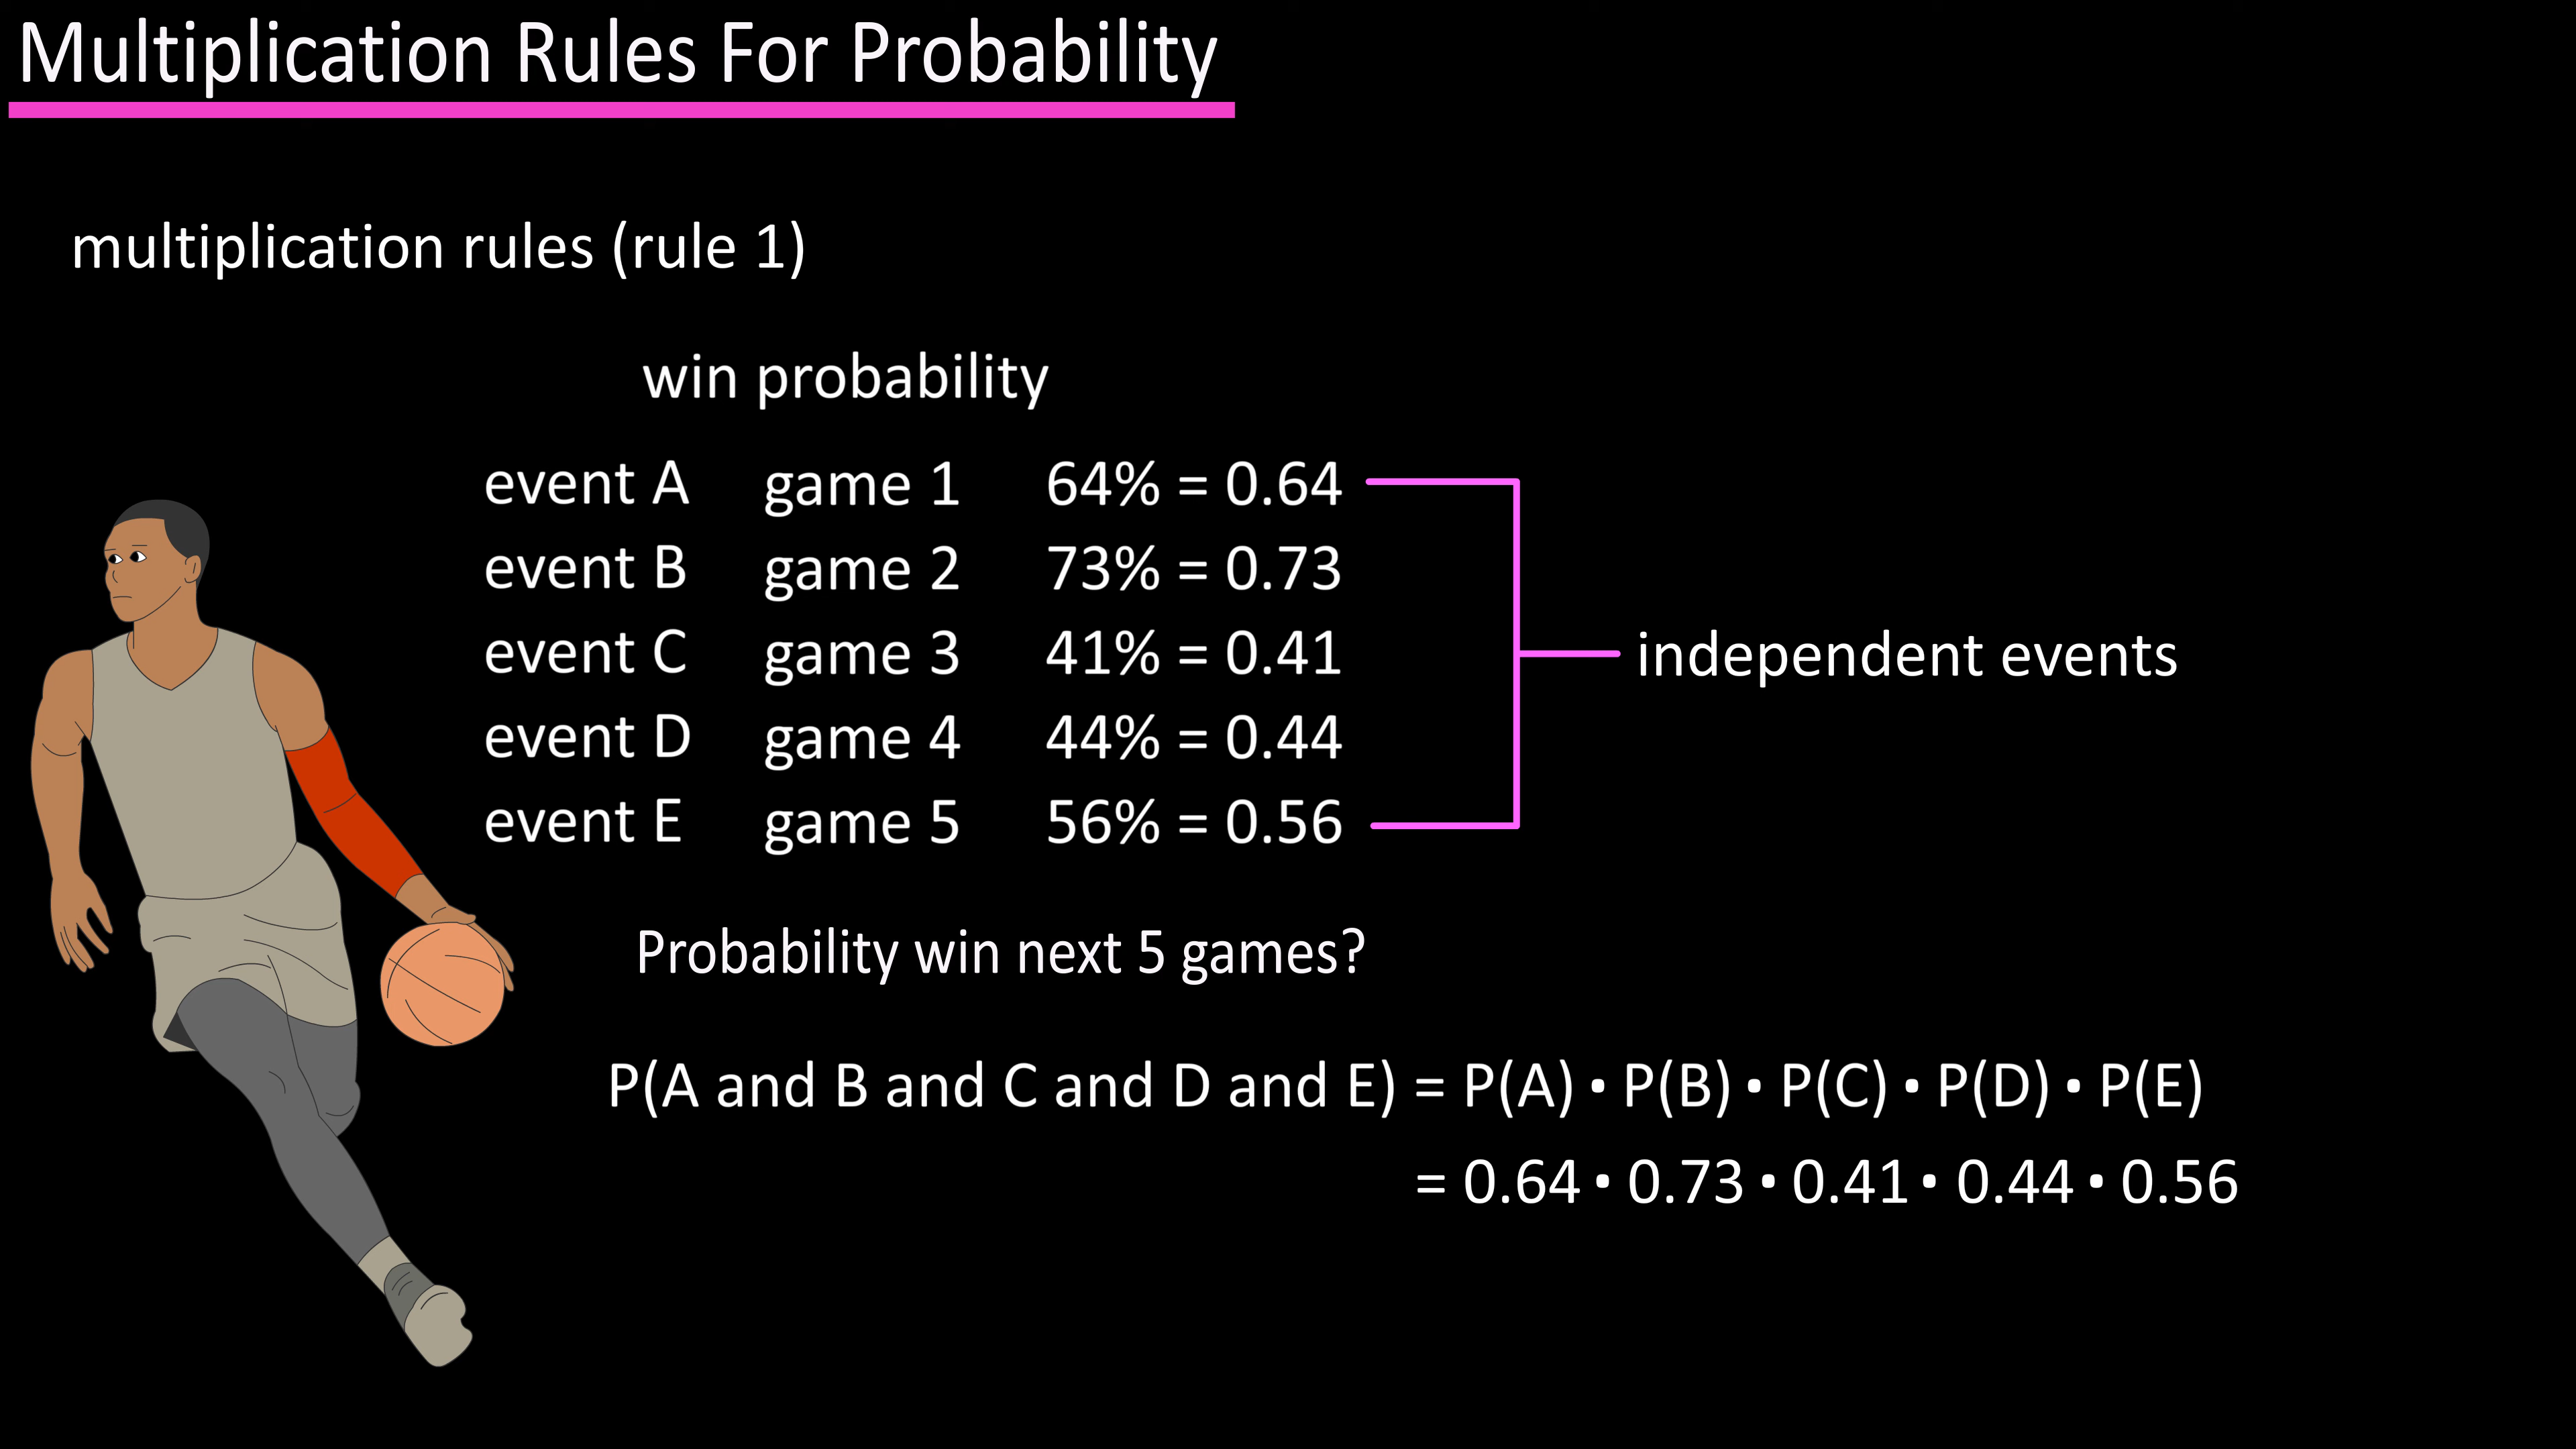 Multiplication Rules For Probability
multiplication rules (rule 1)
win probability
event A game 1 64% = 0.64
event B game 2 73% = 0.73
event C game 3 41% = 0.41
event D game 4 44% = 0.44
event E game 5 56% = 0.56
independent events
Probability win next 5 games?
P(A and B and C and D and E) = P(A) • P(B) • P(C) • P(D) • P(E)
= 0.64 • 0.73 • 0.41 • 0.44 • 0.56